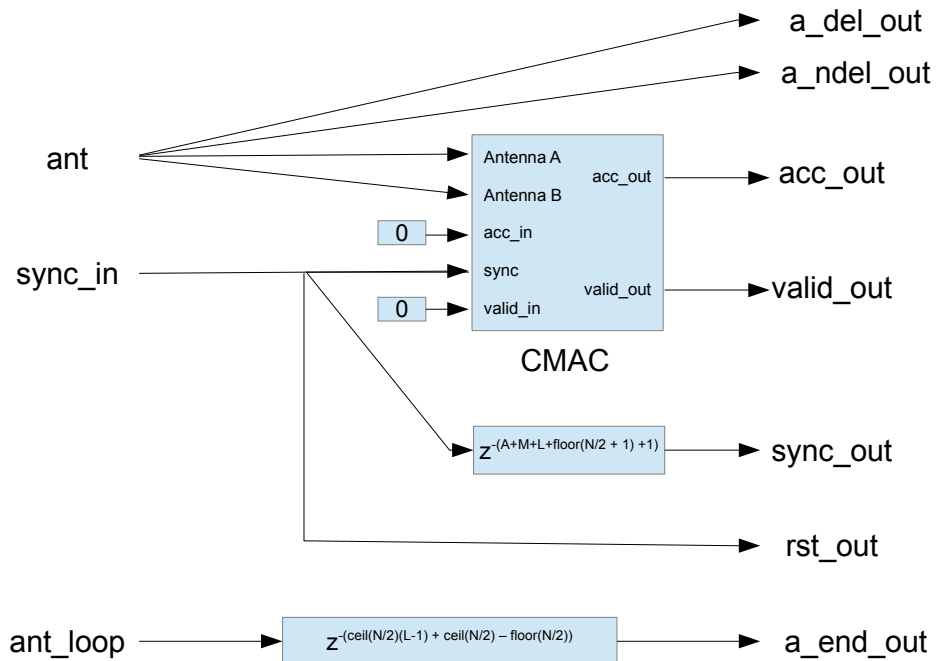 a_del_out
a_ndel_out
ant
Antenna A
Antenna B
acc_out
acc_out
0
acc_in
sync_in
sync
valid_out
valid_out
0
valid_in
CMAC
z-(A+M+L+floor(N/2 + 1) +1)
sync_out
rst_out
ant_loop
z-(ceil(N/2)(L-1) + ceil(N/2) – floor(N/2))
a_end_out